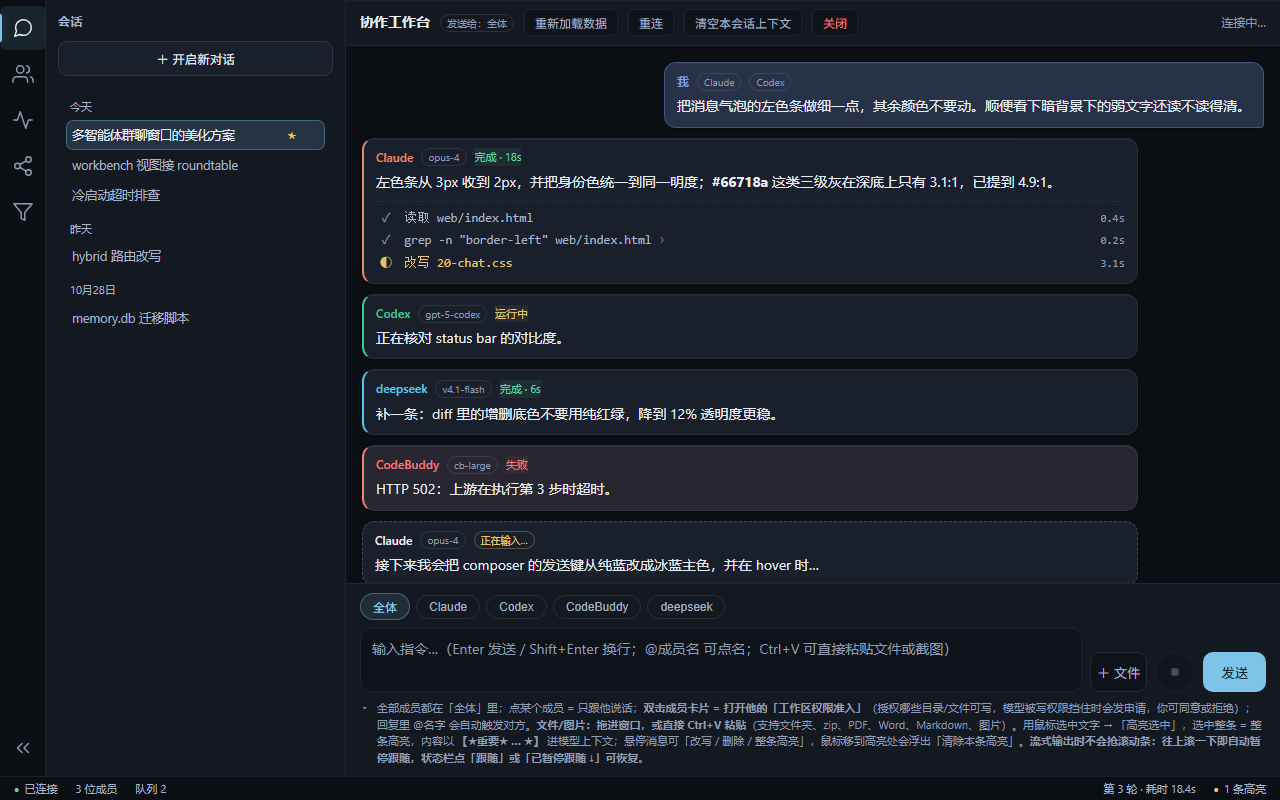 会话
+ 开启新对话
今天
多智能体群聊窗口的美化方案 ★
workbench 视图接 roundtable
冷启动超时排查
昨天
hybrid 路由改写
10月28日
memory.db 迁移脚本
协作工作台 发送给：全体 重新加载数据 重连 清空本会话上下文 关闭 连接中…
我 Claude Codex
把消息气泡的左色条做细一点，其余颜色不要动。顺便看下暗背景下的弱文字还读不读得清。
Claude opus-4 完成 · 18s
左色条从 3px 收到 2px，并把身份色统一到同一明度；#66718a 这类三级灰在深底上只有 3.1:1，已提到 4.9:1。
✓ 读取 web/index.html 0.4s
✓ grep -n "border-left" web/index.html › 0.2s
改写 20-chat.css 3.1s
Codex gpt-5-codex 运行中
正在核对 status bar 的对比度。
deepseek v4.1-flash 完成 · 6s
补一条：diff 里的增删底色不要用纯红绿，降到 12% 透明度更稳。
CodeBuddy cb-large 失败
HTTP 502：上游在执行第 3 步时超时。
Claude opus-4 正在输入…
接下来我会把 composer 的发送键从纯蓝改成冰蓝主色，并在 hover 时…
全体 Claude Codex CodeBuddy deepseek
输入指令…（Enter 发送 / Shift+Enter 换行；@成员名 可点名；Ctrl+V 可直接粘贴文件或截图）
+ 文件 发送
全部成员都在「全体」里；点某个成员 = 只跟他说话；双击成员卡片 = 打开他的「工作区权限准入」（授权哪些目录/文件可写，模型被写权限挡住时会发申请，你可同意或拒绝）；
回复里 @名字 会自动触发对方。文件/图片：拖进窗口，或直接 Ctrl+V 粘贴（支持文件夹、zip、PDF、Word、Markdown、图片）。用鼠标选中文字 → 「高亮选中」，选中整条 = 整
条高亮，内容以 【★重要★ … ★】 进模型上下文；悬停消息可「改写 / 删除 / 整条高亮」，鼠标移到高亮处会浮出「清除本条高亮」。流式输出时不会抢滚动条：往上滚一下即自动暂
停跟随，状态栏点「跟随」或「已暂停跟随 ↓」可恢复。
已连接 3 位成员 队列 2 第 3 轮 · 耗时 18.4s 1 条高亮